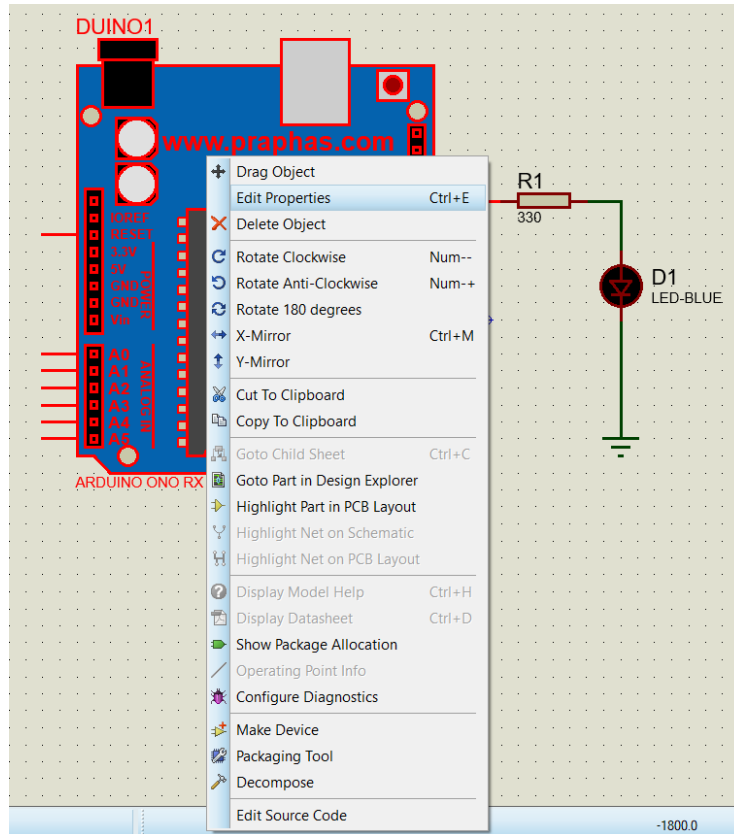 DUINO1
www.praphas.com
IOREF
RESET
3.3V
5V
GND
GND
Vin
POWER
A0
A1
A2
A3
A4
A5
ANALOG IN
ARDUINO ONO RX
Drag Object
Edit Properties Ctrl+E
Delete Object
Rotate Clockwise Num--
Rotate Anti-Clockwise Num-+
Rotate 180 degrees
X-Mirror Ctrl+M
Y-Mirror
Cut To Clipboard
Copy To Clipboard
Goto Child Sheet Ctrl+C
Goto Part in Design Explorer
Highlight Part in PCB Layout
Highlight Net on Schematic
Highlight Net on PCB Layout
Display Model Help Ctrl+H
Display Datasheet Ctrl+D
Show Package Allocation
Operating Point Info
Configure Diagnostics
Make Device
Packaging Tool
Decompose
Edit Source Code
R1
330
D1
LED-BLUE
-1800.0